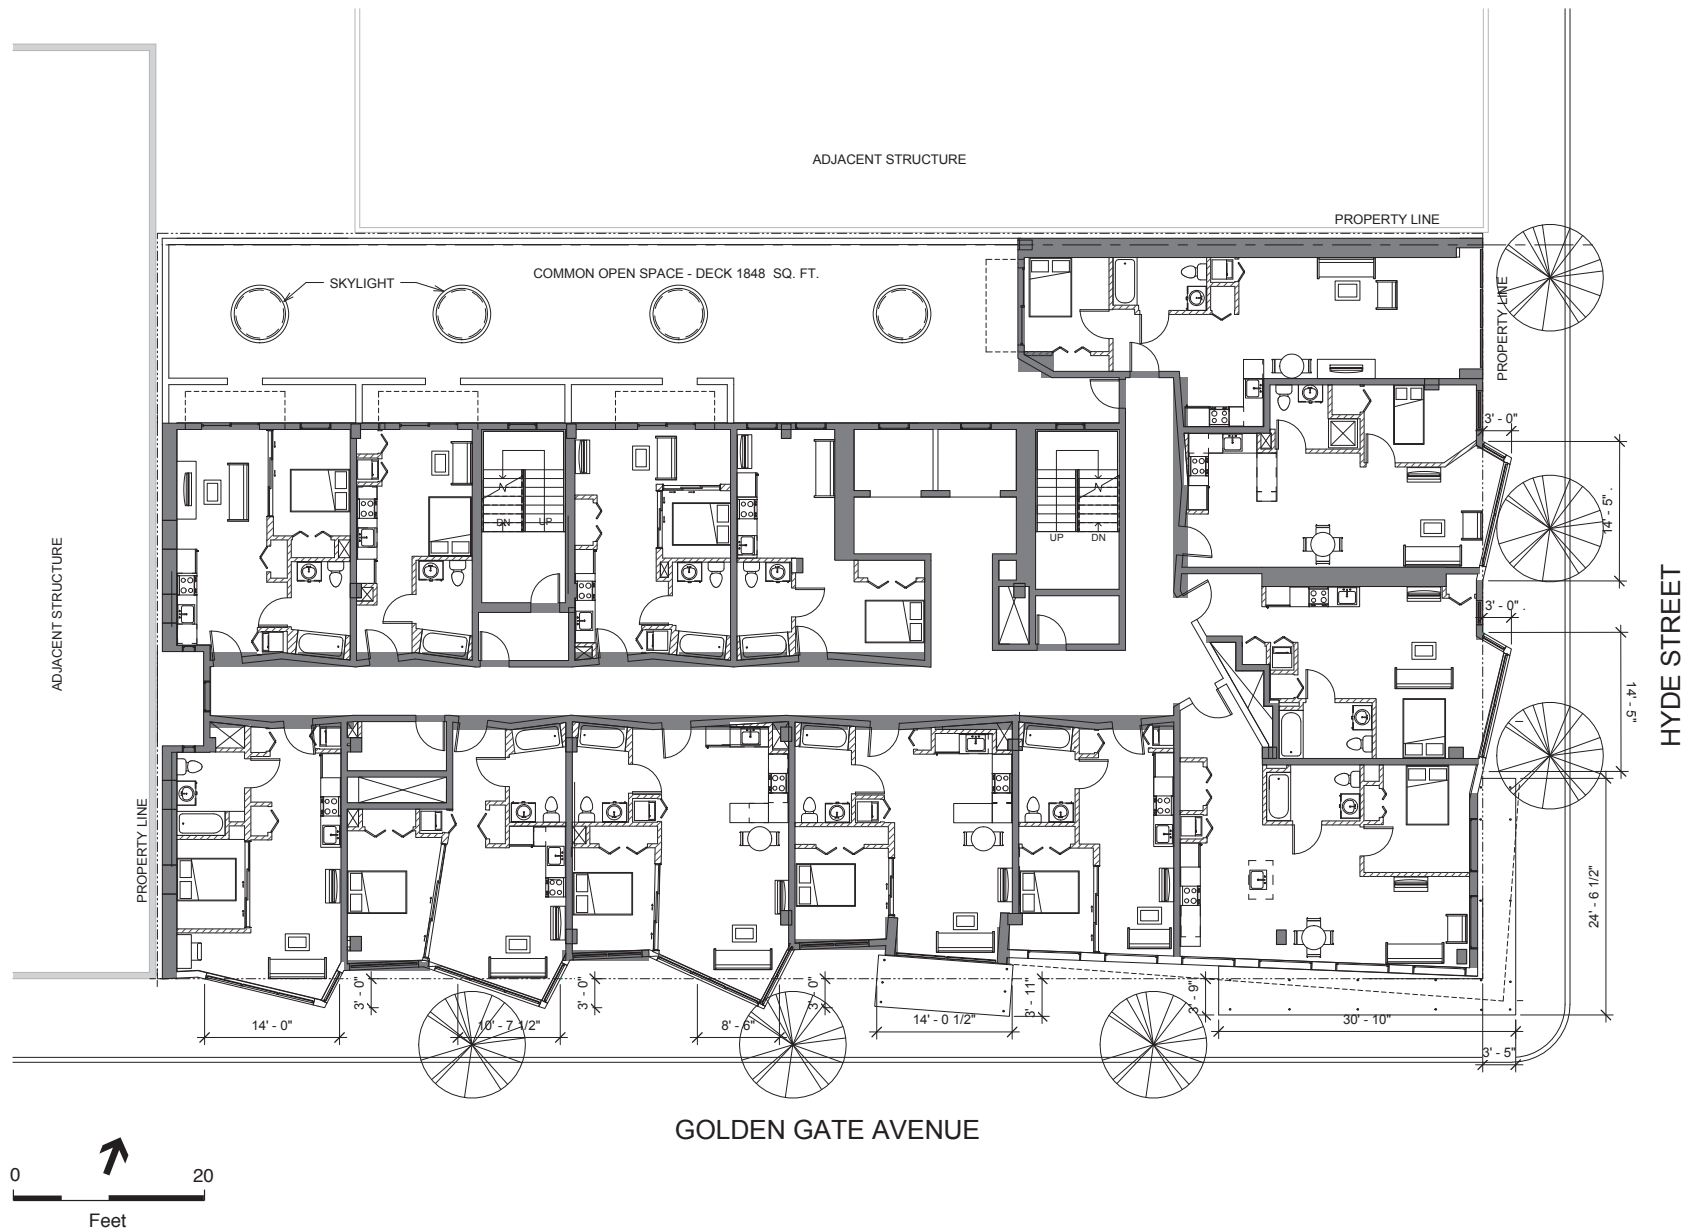 ADJACENT STRUCTURE
PROPERTY LINE
SKYLIGHT
COMMON OPEN SPACE - DECK 1848 SQ. FT.
PROPERTY LINE
3' - 0"
14' - 5"
DN
UP
UP
DN
ADJACENT STRUCTURE
3' - 0"
HYDE STREET
14' - 5"
PROPERTY LINE
24' - 6 1/2"
3' - 0"
3' - 0"
3' - 0"
3' - 11"
3' - 9"
14' - 0"
10' - 7 1/2"
8' - 6"
14' - 0 1/2"
30' - 10"
3' - 5"
GOLDEN GATE AVENUE
0 20
Feet